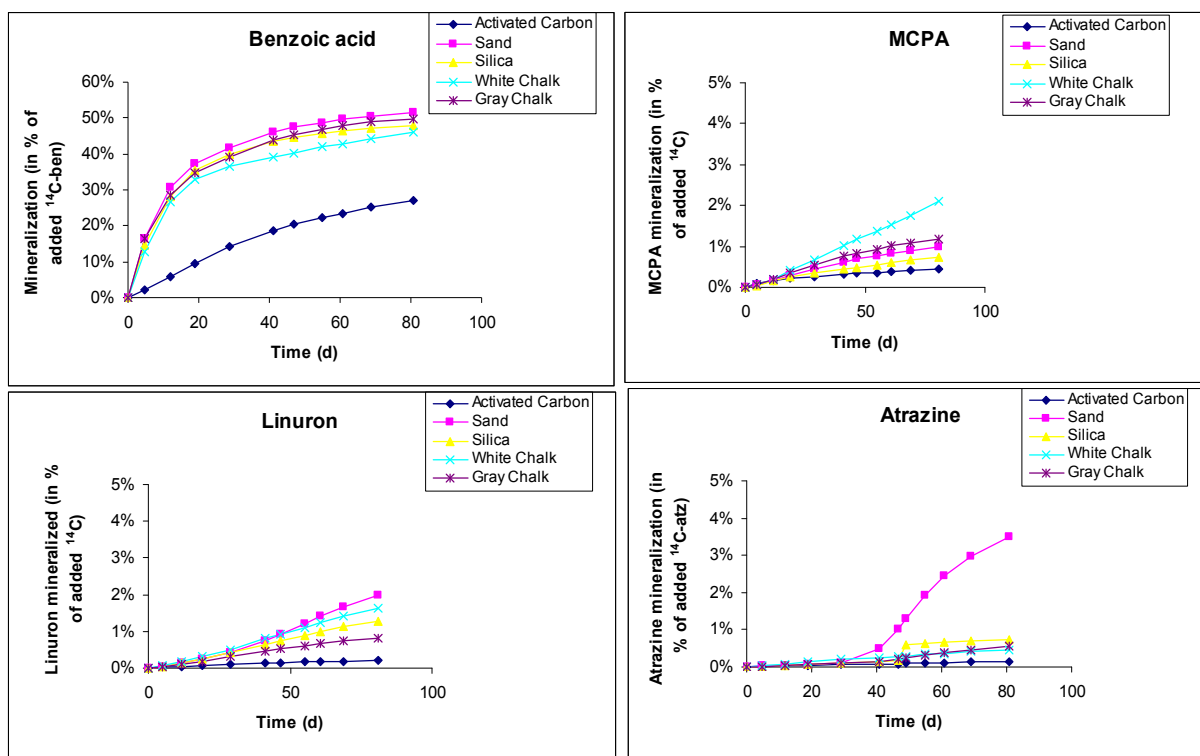 Benzoic acid
Activated Carbon
Sand
Silica
White Chalk
Gray Chalk
Mineralization (in % of
added ¹⁴C-ben)
60%
50%
40%
30%
20%
10%
0%
0 20 40 60 80 100
Time (d)
MCPA
Activated Carbon
Sand
Silica
White Chalk
Gray Chalk
MCPA mineralization (in %
of added ¹⁴C)
5%
4%
3%
2%
1%
0%
0 50 100
Time (d)
Linuron
Activated Carbon
Sand
Silica
White Chalk
Gray Chalk
Linuron mineralized (in %
of added ¹⁴C)
5%
4%
3%
2%
1%
0%
0 50 100
Time (d)
Atrazine
Activated Carbon
Sand
Silica
White Chalk
Gray Chalk
Atrazine mineralization (in
% of added ¹⁴C-atz)
5%
4%
3%
2%
1%
0%
0 20 40 60 80 100
Time (d)